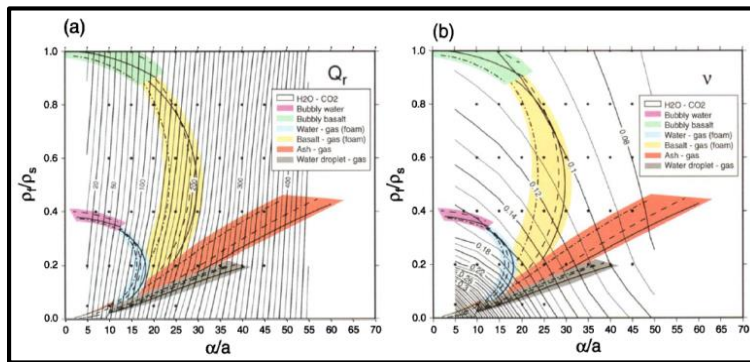 (a)
Qr
H2O - CO2
Bubbly water
Bubbly basalt
Water - gas (foam)
Basalt - gas (foam)
Ash - gas
Water droplet - gas
20
50
100
300
ρf/ρs
1.0
0.8
0.6
0.4
0.2
0.0
0 5 10 15 20 25 30 35 40 45 50 55 60 70
α/a
(b)
ν
H2O - CO2
Bubbly water
Bubbly basalt
Water - gas (foam)
Basalt - gas (foam)
Ash - gas
Water droplet - gas
0.08
0.1
0.12
0.14
0.18
ρf/ρs
1.0
0.8
0.6
0.4
0.2
0.0
0 5 10 15 20 25 30 35 40 45 50 55 60 70
α/a